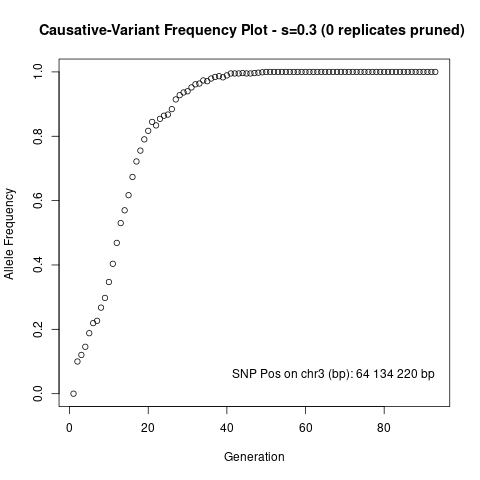 Causative-Variant Frequency Plot - s=0.3 (0 replicates pruned)
Allele Frequency
1.0
0.8
0.6
0.4
0.2
0.0
SNP Pos on chr3 (bp): 64 134 220 bp
0 20 40 60 80
Generation